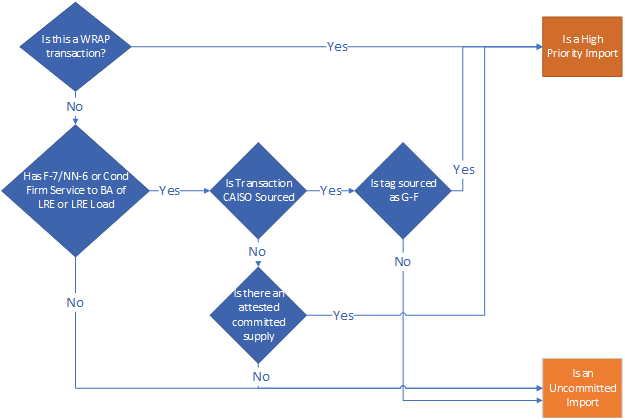 Is this a WRAP
transaction?
Yes
Is a High
Priority Import
No
Has F-7/NN-6 or Cond
Firm Service to BA of
LRE or LRE Load
Yes
Is Transaction
CAISO Sourced
Yes
Is tag sourced
as G-F
Yes
No
No
Is there an
attested
committed
supply
Yes
No
No
Is an
Uncommitted
Import